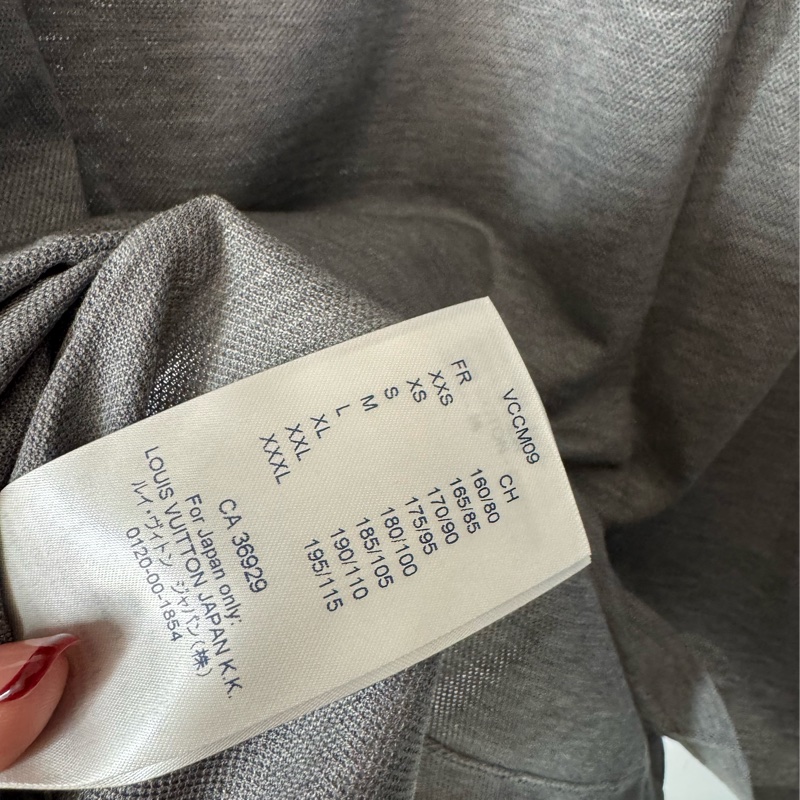 VCCM09
FR CH
XXS 160/80
XS 165/85
S 170/90
M 175/95
L 180/100
XL 185/105
XXL 190/110
XXXL 195/115
CA 36929
For Japan only:
LOUIS VUITTON JAPAN K.K.
ルイ・ヴィトン ジャパン(株)
0120-00-1854